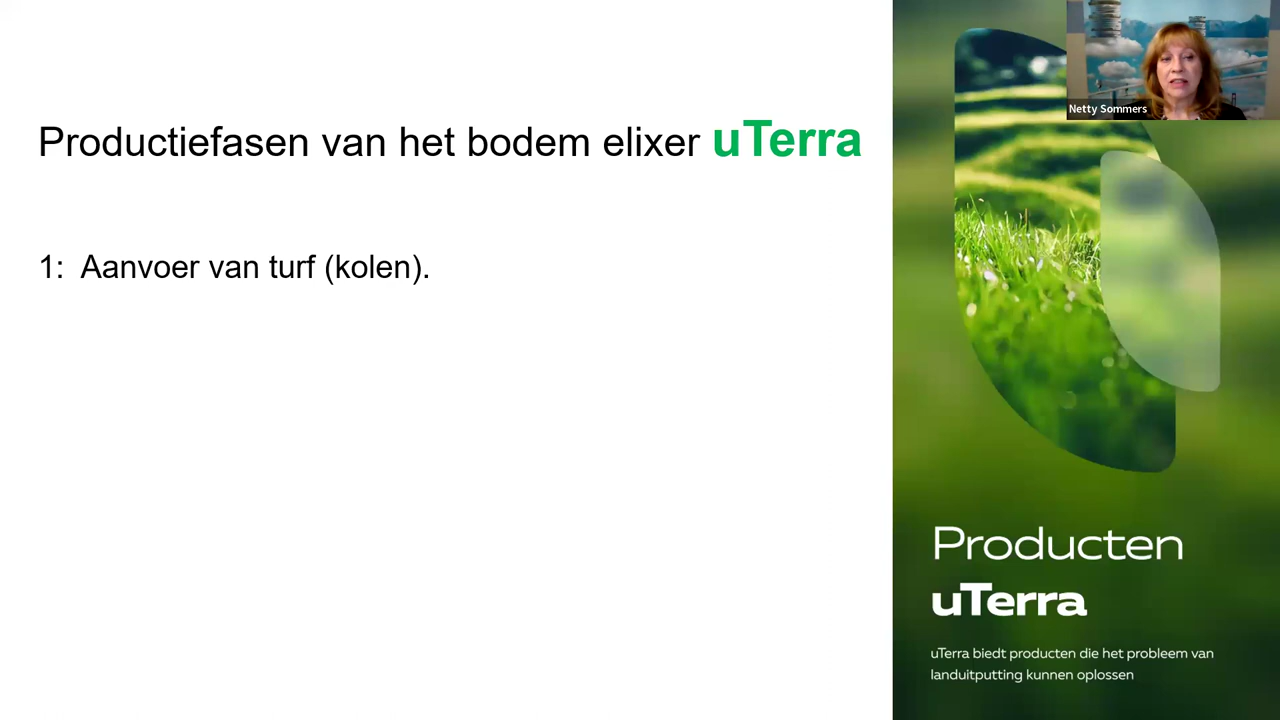 Productiefasen van het bodem elixer uTerra
1: Aanvoer van turf (kolen).
Netty Sommers
Producten
uTerra
uTerra biedt producten die het probleem van
landuitputting kunnen oplossen